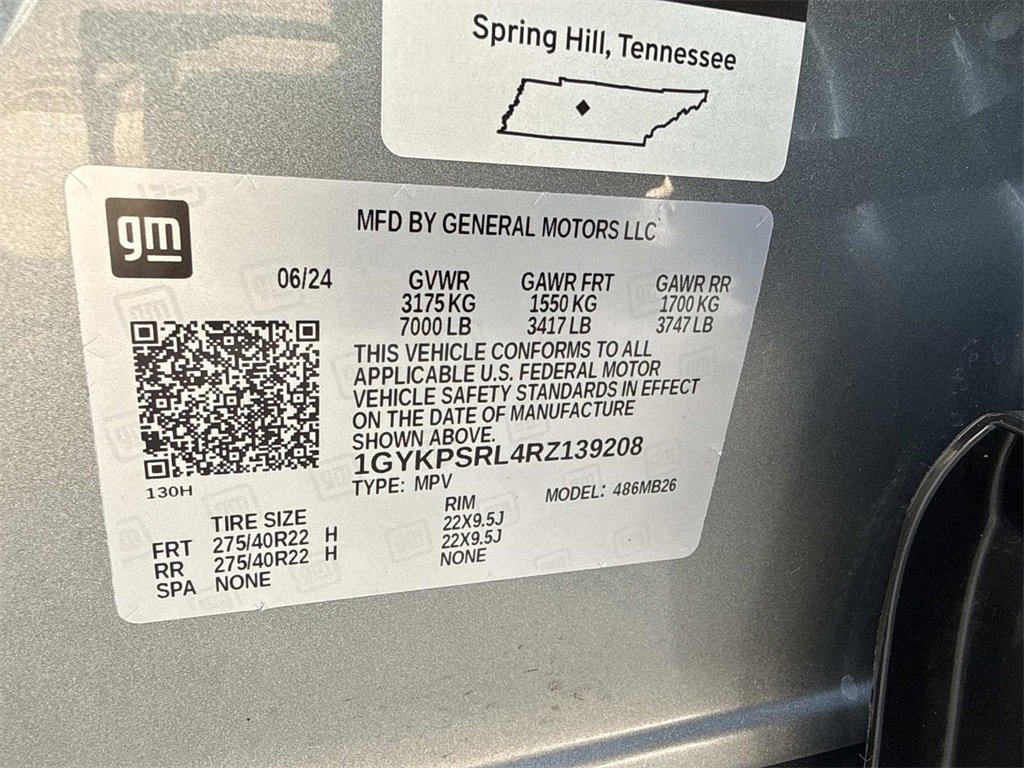 Spring Hill, Tennessee
gm
MFD BY GENERAL MOTORS LLC
06/24 GVWR GAWR FRT GAWR RR
3175 KG 1550 KG 1700 KG
7000 LB 3417 LB 3747 LB
THIS VEHICLE CONFORMS TO ALL
APPLICABLE U.S. FEDERAL MOTOR
VEHICLE SAFETY STANDARDS IN EFFECT
ON THE DATE OF MANUFACTURE
SHOWN ABOVE.
1GYKPSRL4RZ139208
130H TYPE: MPV MODEL: 486MB26
TIRE SIZE RIM
FRT 275/40R22 H 22X9.5J
RR 275/40R22 H 22X9.5J
SPA NONE NONE